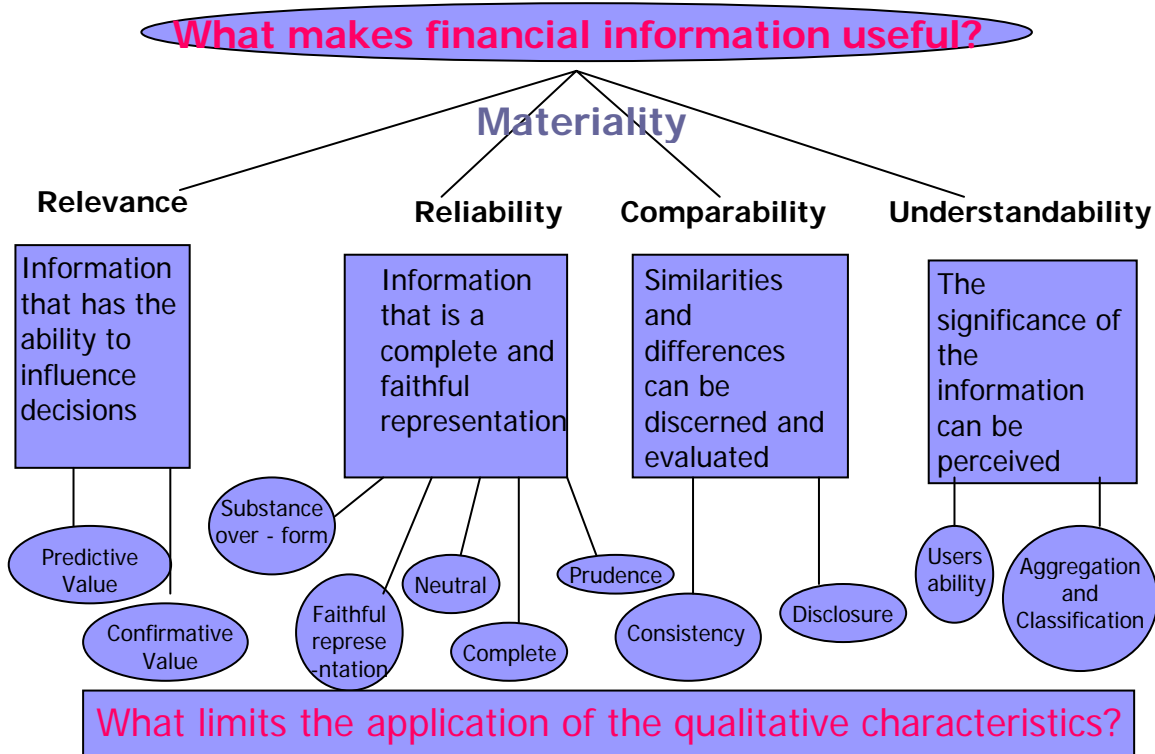 What makes financial information useful?
Materiality
Relevance
Reliability
Comparability
Understandability
Information
that has the
ability to
influence
decisions
Information
that is a
complete and
faithful
representation
Similarities
and
differences
can be
discerned and
evaluated
The
significance of
the
information
can be
perceived
Predictive
Value
Confirmative
Value
Substance
over - form
Faithful
represe
-ntation
Neutral
Complete
Prudence
Consistency
Disclosure
Users
ability
Aggregation
and
Classification
What limits the application of the qualitative characteristics?